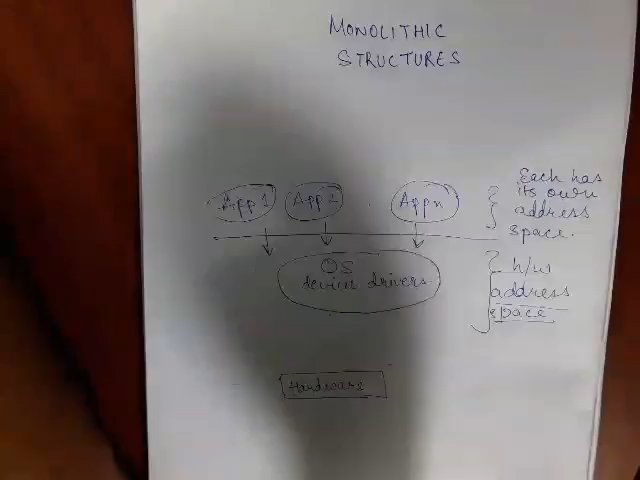 MONOLITHIC
STRUCTURES
App 1 App 2 . App n
Each has
its own
address
space.
OS
device drivers
h/w
address
space
Hardware